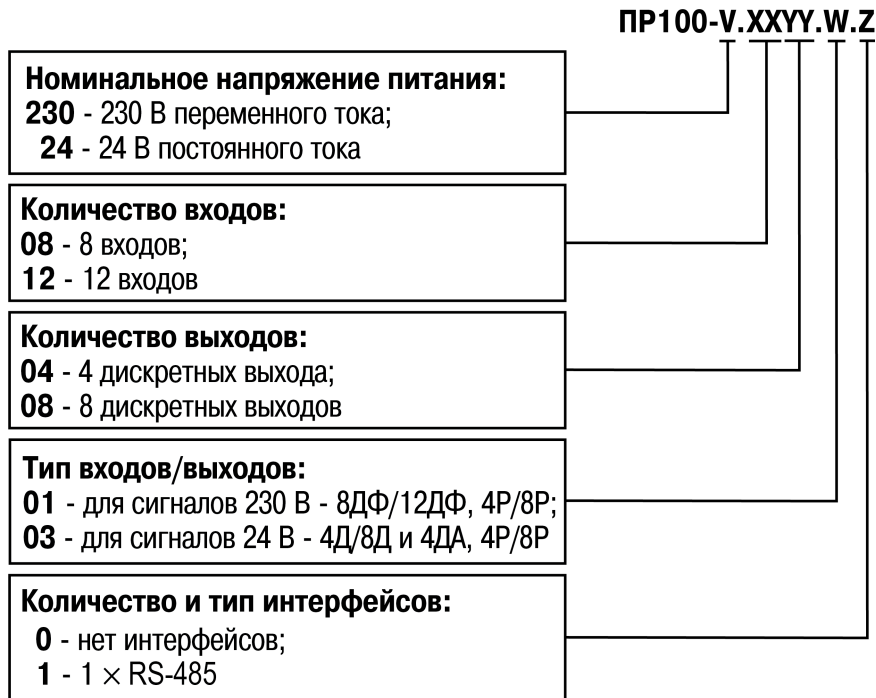 ПР100-V.XXYY.W.Z
Номинальное напряжение питания:
230 - 230 В переменного тока;
24 - 24 В постоянного тока
Количество входов:
08 - 8 входов;
12 - 12 входов
Количество выходов:
04 - 4 дискретных выхода;
08 - 8 дискретных выходов
Тип входов/выходов:
01 - для сигналов 230 В - 8ДФ/12ДФ, 4Р/8Р;
03 - для сигналов 24 В - 4Д/8Д и 4ДА, 4Р/8Р
Количество и тип интерфейсов:
0 - нет интерфейсов;
1 - 1 × RS-485